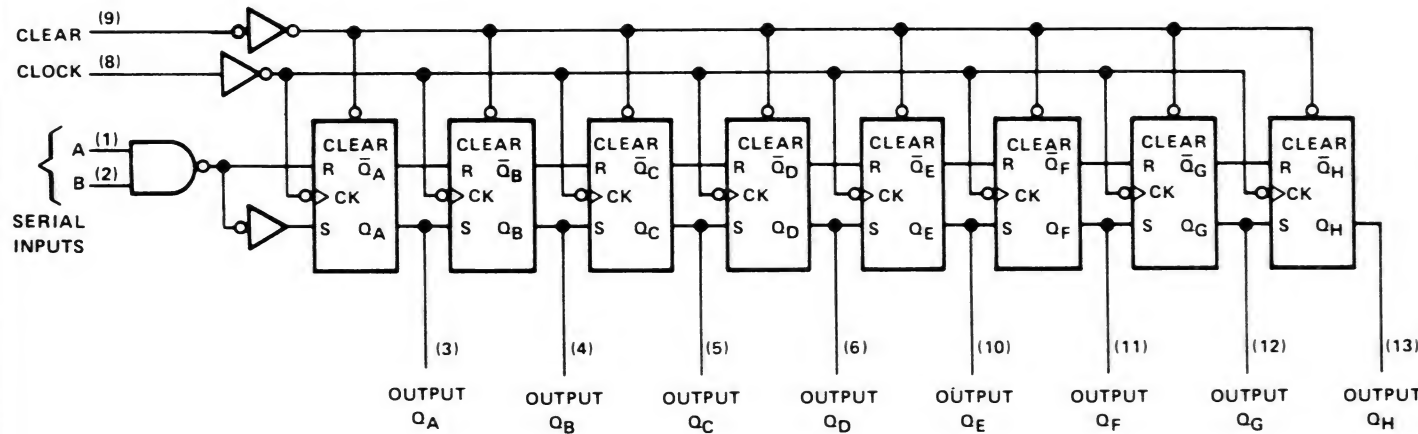 CLEAR (9)
CLOCK (8)
A (1)
B (2)
SERIAL
INPUTS
CLEAR CLEAR CLEAR CLEAR CLEAR CLEAR CLEAR CLEAR
R Q̄A R Q̄B R Q̄C R Q̄D R Q̄E R Q̄F R Q̄G R Q̄H
CK CK CK CK CK CK CK CK
S QA S QB S QC S QD S QE S QF S QG S QH
(3) (4) (5) (6) (10) (11) (12) (13)
OUTPUT OUTPUT OUTPUT OUTPUT OUTPUT OUTPUT OUTPUT OUTPUT
QA QB QC QD QE QF QG QH